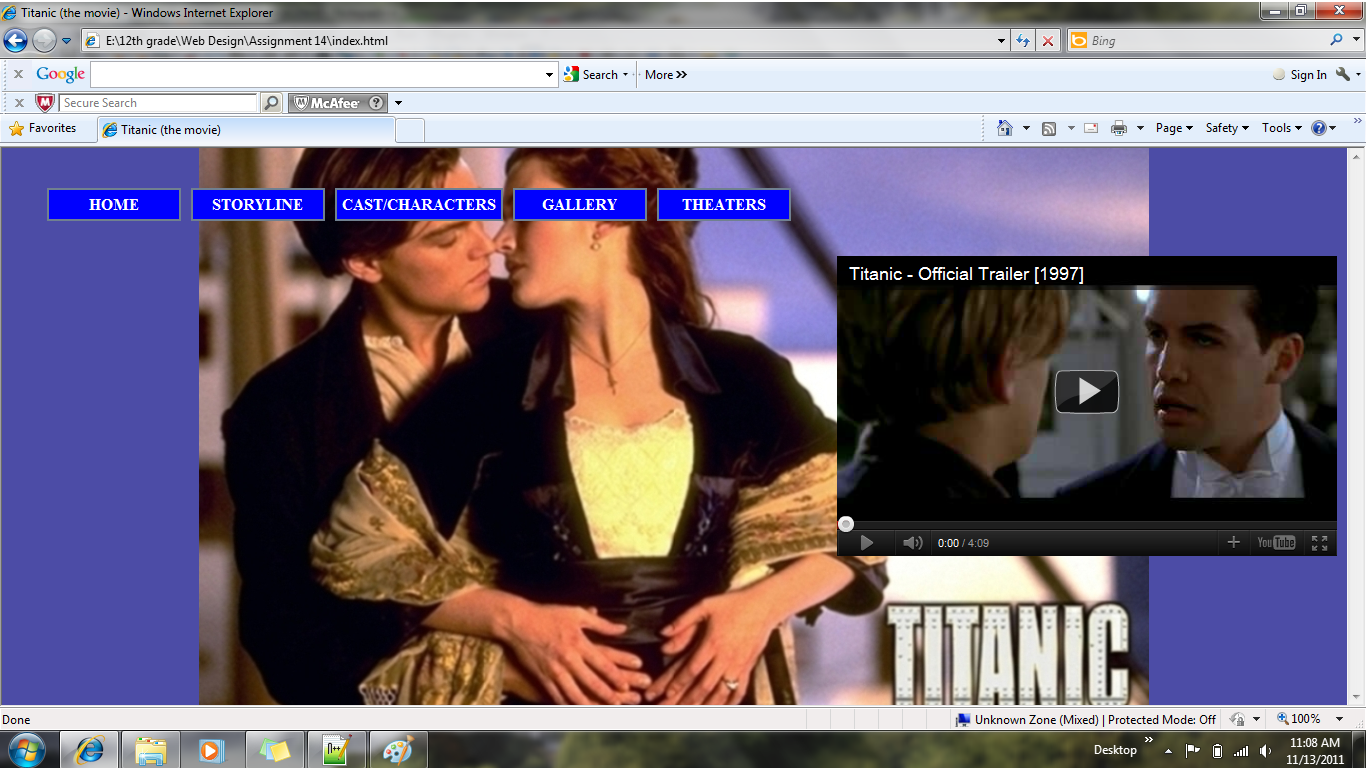 Titanic (the movie) - Windows Internet Explorer
E:\12th grade\Web Design\Assignment 14\index.html
Bing
Google
Search
More »
Sign In
Secure Search
McAfee
Favorites
Titanic (the movie)
Page
Safety
Tools
HOME
STORYLINE
CAST/CHARACTERS
GALLERY
THEATERS
Titanic - Official Trailer [1997]
0:00 / 4:09
YouTube
TITANIC
Done
Unknown Zone (Mixed) | Protected Mode: Off
100%
Desktop
11:08 AM
11/13/2011